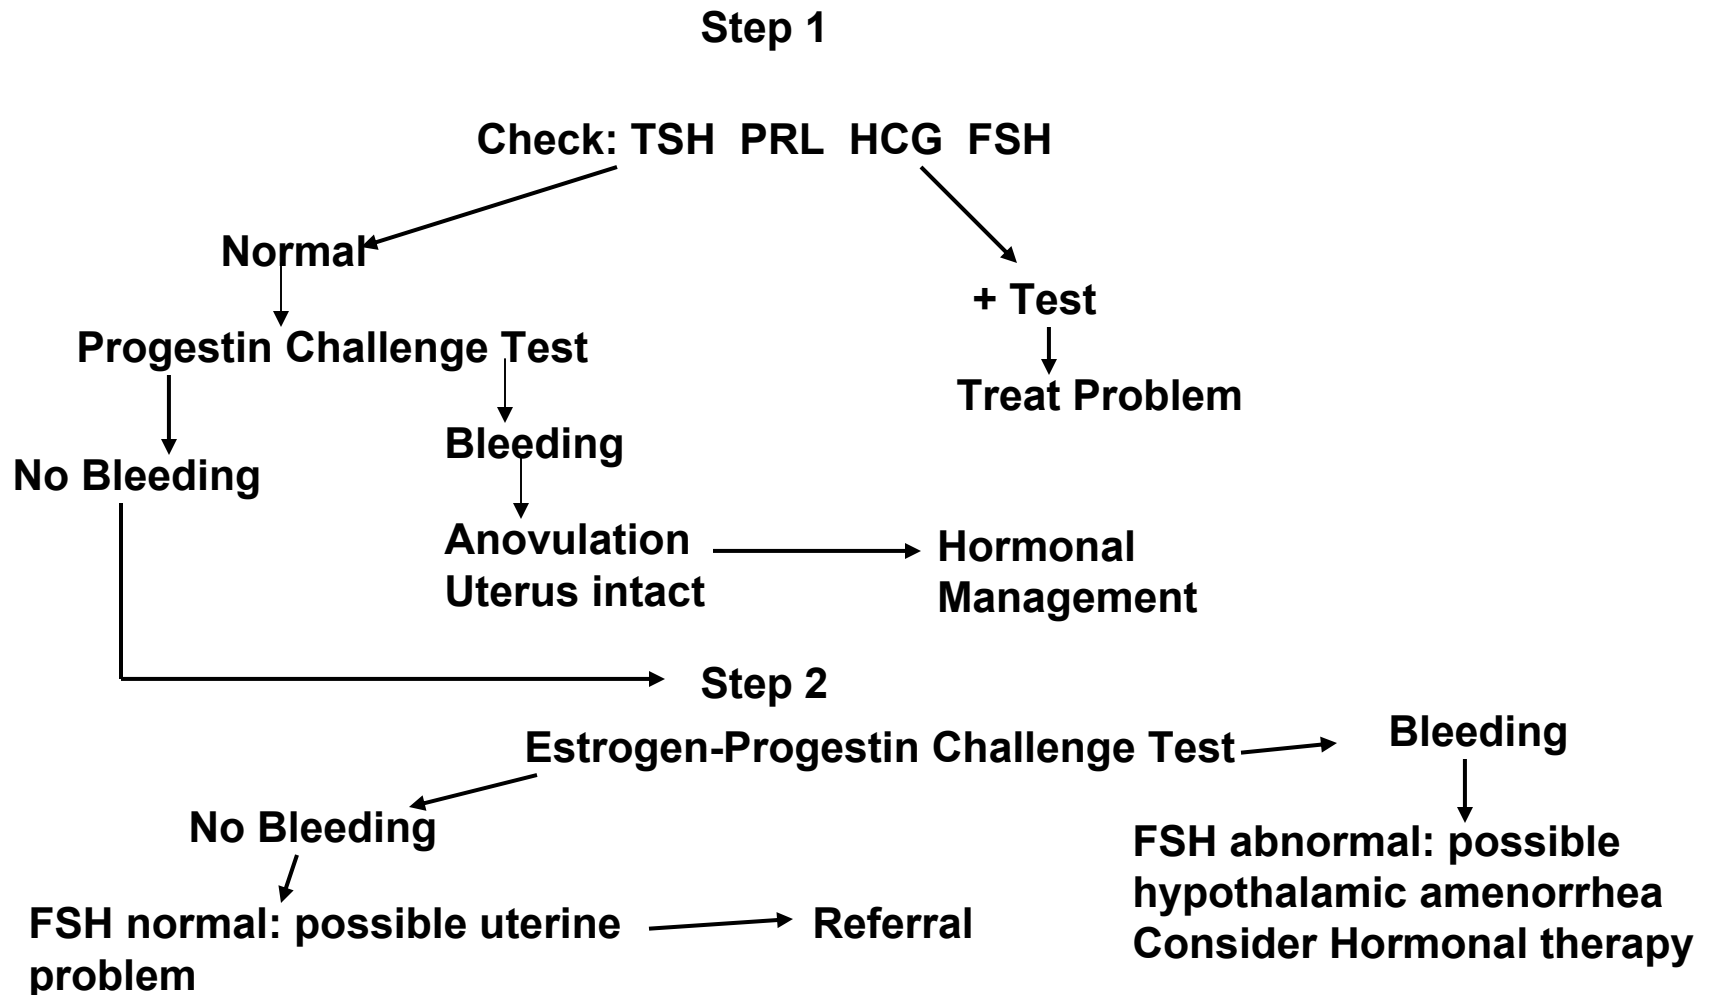 Step 1
Check: TSH PRL HCG FSH
Normal
+ Test
Progestin Challenge Test
Treat Problem
Bleeding
No Bleeding
Anovulation
Uterus intact
Hormonal
Management
Step 2
Estrogen-Progestin Challenge Test
Bleeding
No Bleeding
FSH abnormal: possible
hypothalamic amenorrhea
Consider Hormonal therapy
FSH normal: possible uterine
problem
Referral